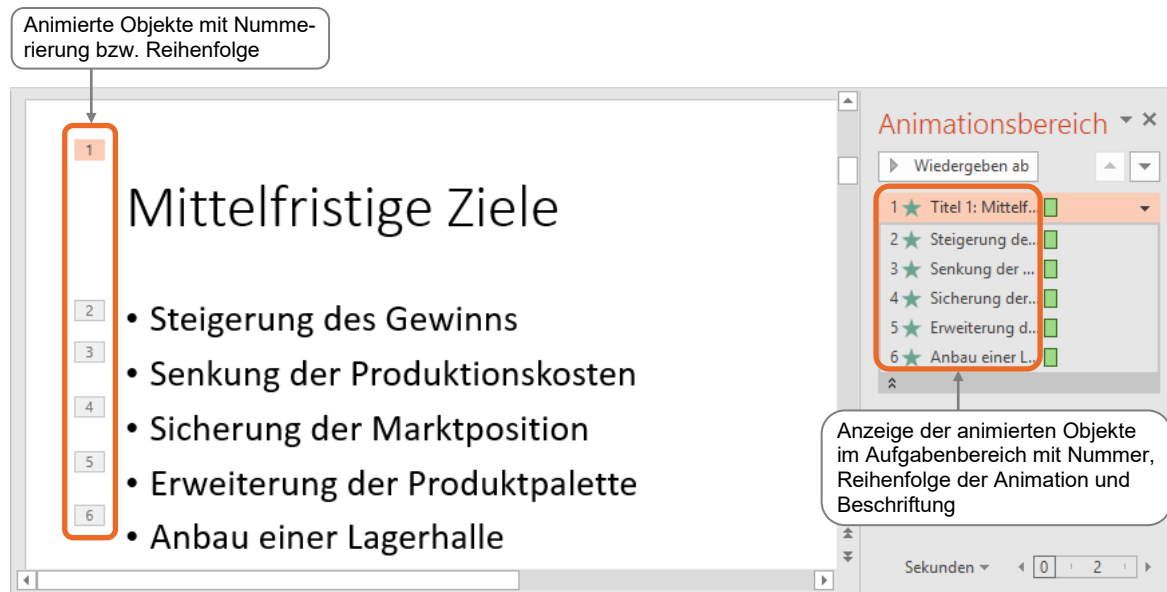 Animierte Objekte mit Numme-
rierung bzw. Reihenfolge
Animationsbereich
Wiedergeben ab
1
1 Titel 1: Mittelf...
Mittelfristige Ziele
2 Steigerung de...
3 Senkung der ...
4 Sicherung der...
5 Erweiterung d...
6 Anbau einer L...
2
• Steigerung des Gewinns
3
• Senkung der Produktionskosten
4
• Sicherung der Marktposition
5
• Erweiterung der Produktpalette
6
• Anbau einer Lagerhalle
Anzeige der animierten Objekte
im Aufgabenbereich mit Nummer,
Reihenfolge der Animation und
Beschriftung
Sekunden 0 2